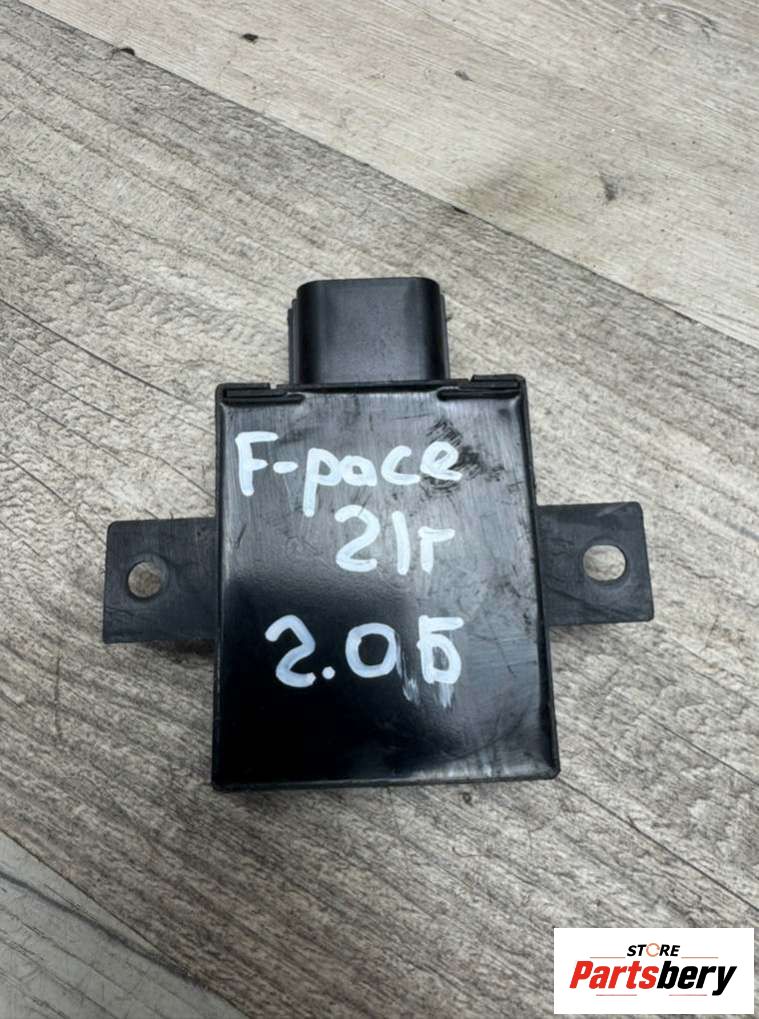 F-pace
21г
2.0Б
STORE
Partsbery